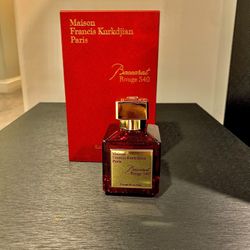 Maison
Francis Kurkdjian
Paris
Baccarat
Rouge 540
Maison
Francis Kurkdjian
Paris
Baccarat
Rouge 540